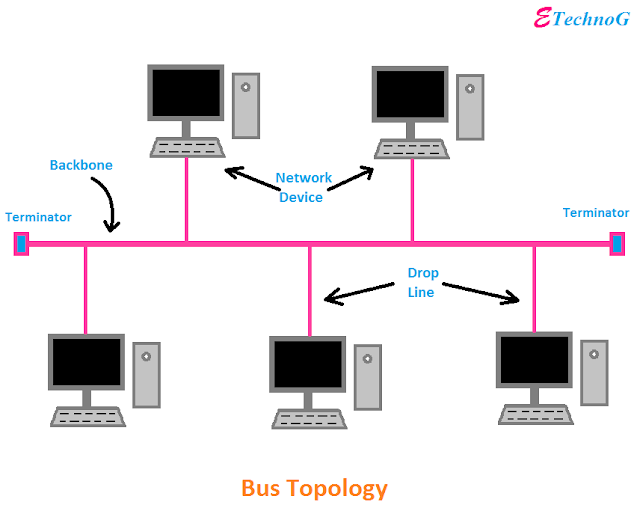 ETechnoG
Backbone
Network
Device
Terminator
Terminator
Drop
Line
Bus Topology